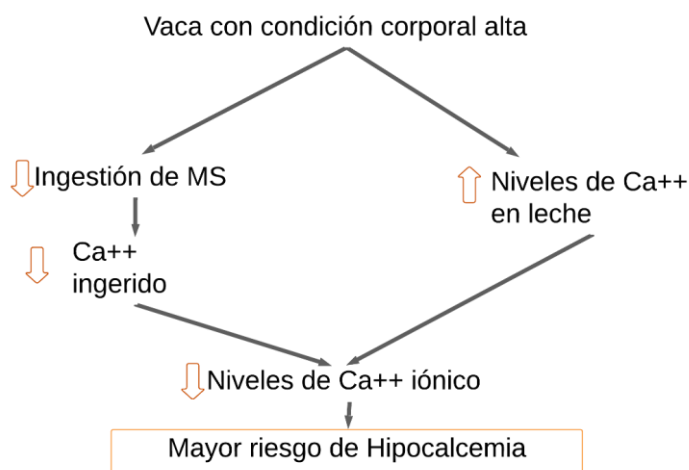 Vaca con condición corporal alta
Ingestión de MS
Niveles de Ca++
en leche
Ca++
ingerido
Niveles de Ca++ iónico
Mayor riesgo de Hipocalcemia